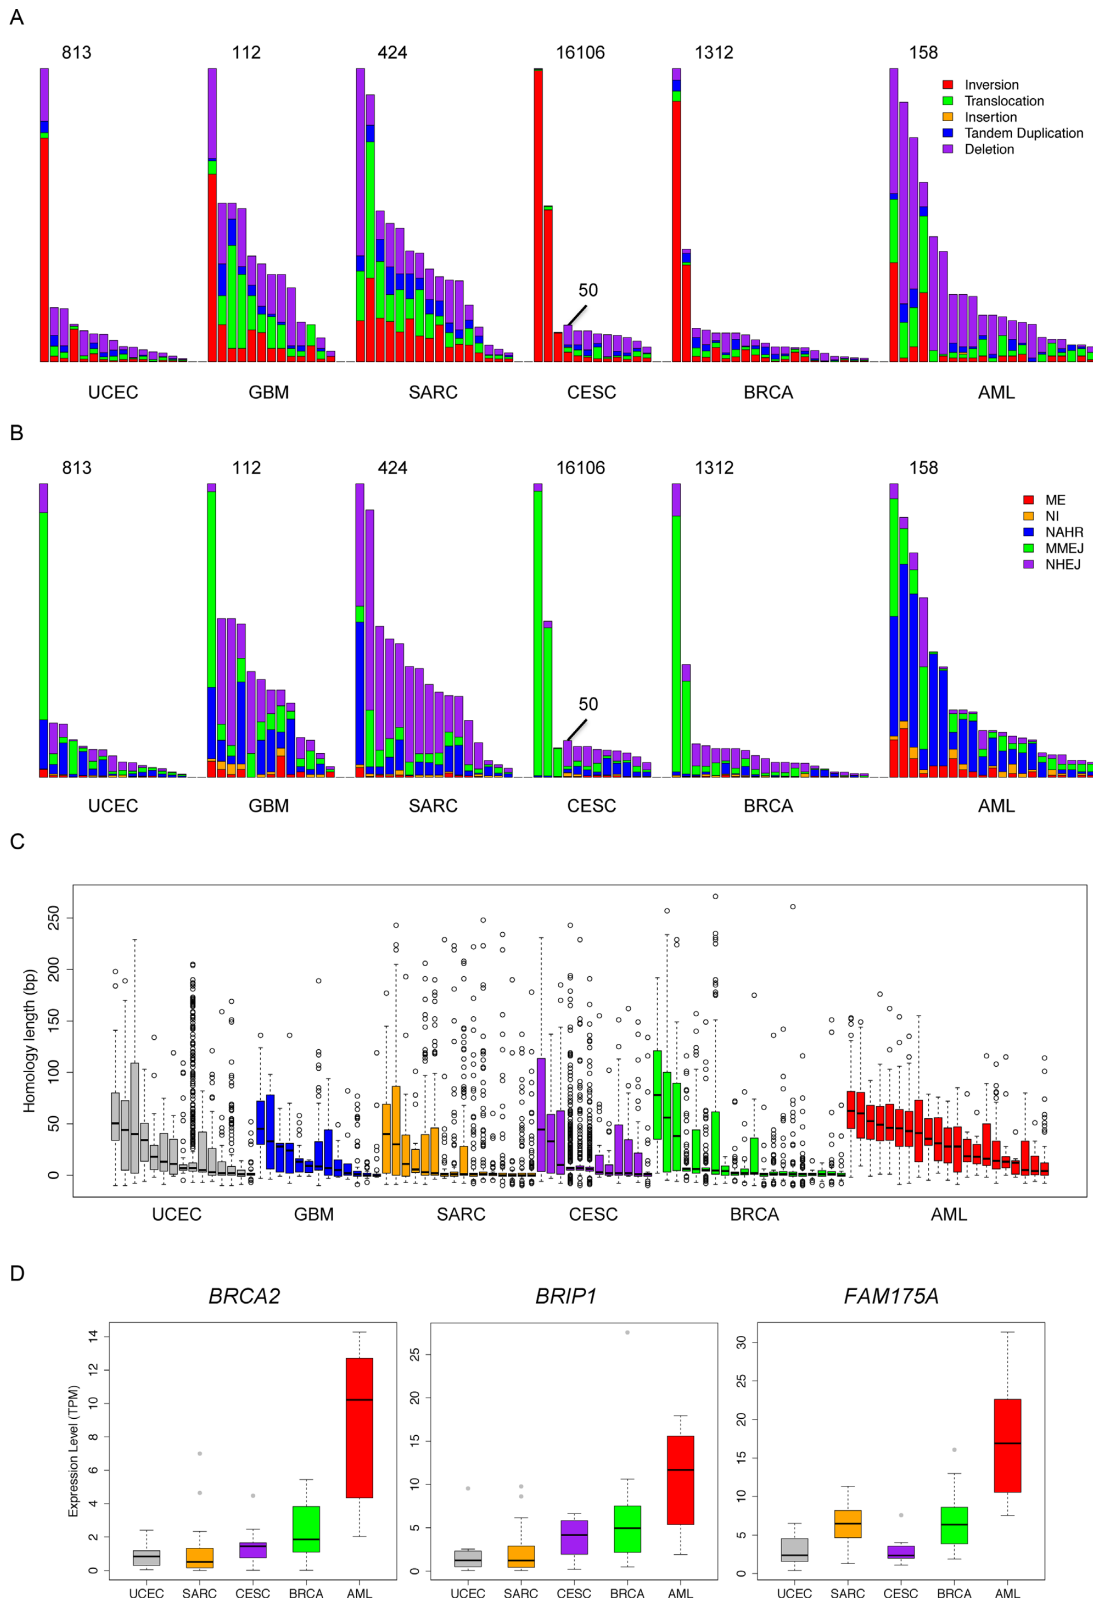 A
813 112 424 16106 1312 158
Inversion
Translocation
Insertion
Tandem Duplication
Deletion
50
UCEC GBM SARC CESC BRCA AML
B
813 112 424 16106 1312 158
ME
NI
NAHR
MMEJ
NHEJ
50
UCEC GBM SARC CESC BRCA AML
C
Homology length (bp)
250
200
150
100
50
0
UCEC GBM SARC CESC BRCA AML
D
BRCA2 BRIP1 FAM175A
Expression Level (TPM)
14
12
10
8
6
4
2
0
UCEC SARC CESC BRCA AML
25
20
15
10
5
0
UCEC SARC CESC BRCA AML
30
25
20
15
10
5
0
UCEC SARC CESC BRCA AML